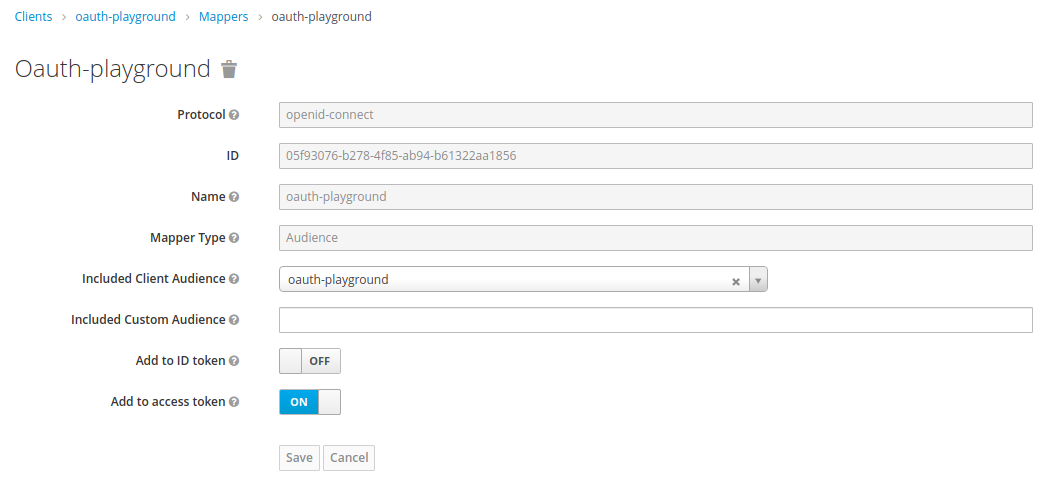 Clients > oauth-playground > Mappers > oauth-playground
Oauth-playground
Protocol ? openid-connect
ID 05f93076-b278-4f85-ab94-b61322aa1856
Name ? oauth-playground
Mapper Type ? Audience
Included Client Audience ? oauth-playground
Included Custom Audience ?
Add to ID token ? OFF
Add to access token ? ON
Save Cancel